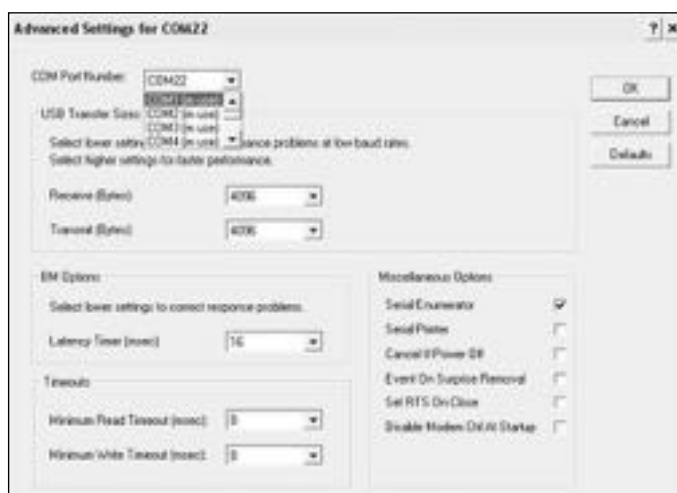 Advanced Settings for COM22
? ×
COM Port Number: COM22
COM1 (in use)
COM2 (in use)
COM3 (in use)
COM4 (in use)
USB Transfer Sizes
Select lower settings ance problems at low baud rates.
Select higher settings for faster performance.
Receive (Bytes): 4096
Transmit (Bytes): 4096
BM Options
Select lower settings to correct response problems.
Latency Timer (msec): 16
Timeouts
Minimum Read Timeout (msec): 0
Minimum Write Timeout (msec): 0
Miscellaneous Options
Serial Enumerator
Serial Printer
Cancel If Power Off
Event On Surprise Removal
Set RTS On Close
Disable Modem Ctrl At Startup
OK
Cancel
Defaults